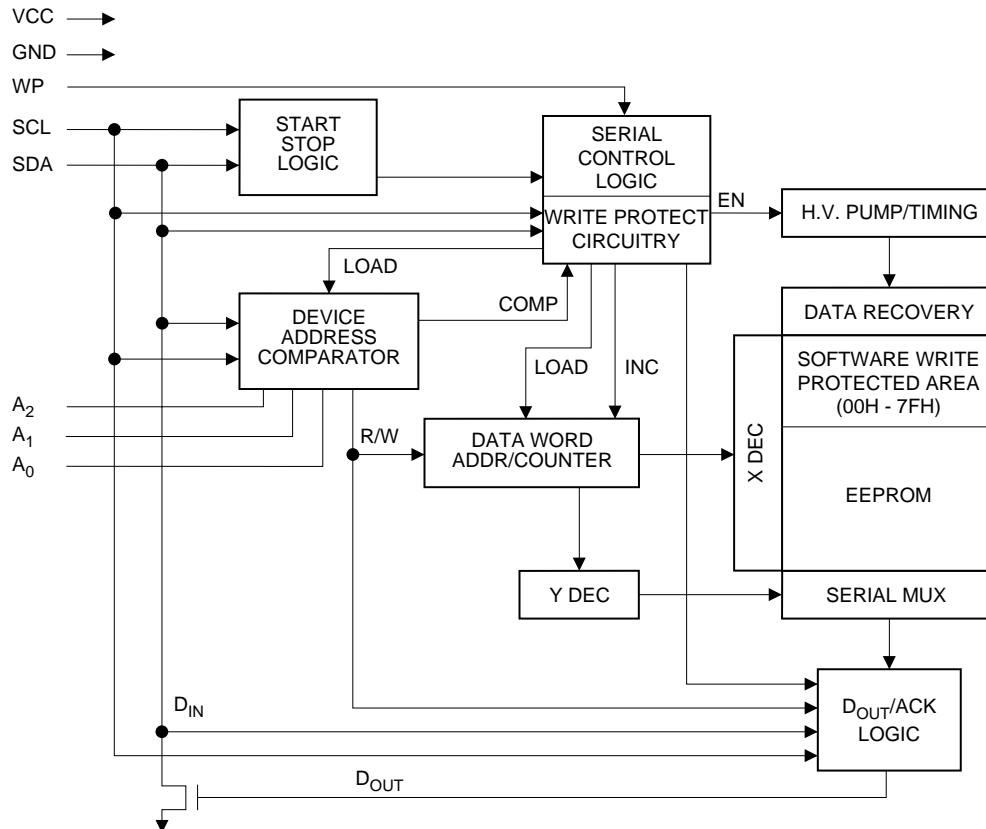 VCC
GND
WP
SCL
SDA
START
STOP
LOGIC
SERIAL
CONTROL
LOGIC
WRITE PROTECT
CIRCUITRY
EN
H.V. PUMP/TIMING
LOAD
COMP
DEVICE
ADDRESS
COMPARATOR
DATA RECOVERY
LOAD
INC
SOFTWARE WRITE
PROTECTED AREA
(00H - 7FH)
X DEC
EEPROM
A2
A1
A0
R/W
DATA WORD
ADDR/COUNTER
Y DEC
SERIAL MUX
DIN
DOUT/ACK
LOGIC
DOUT